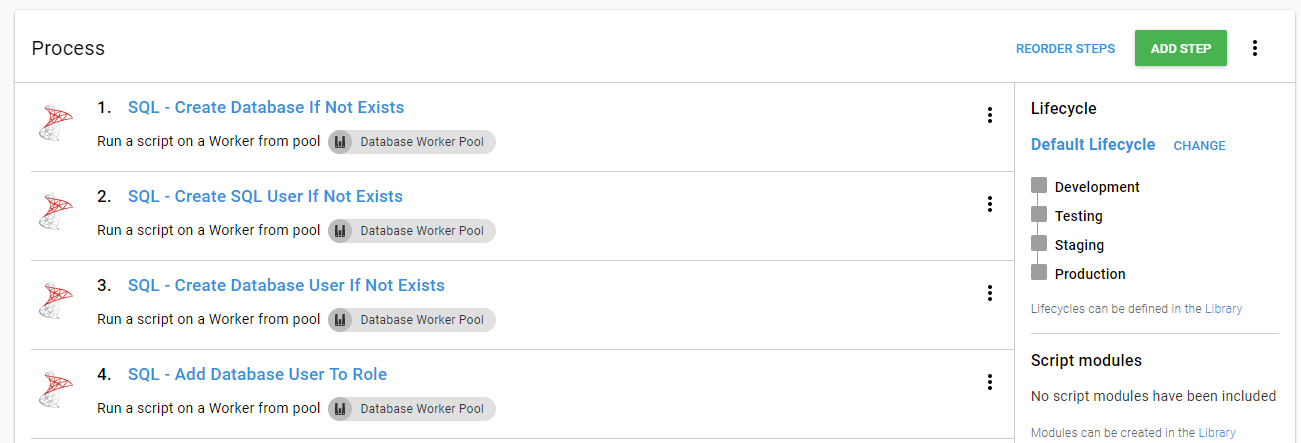 Process
REORDER STEPS
ADD STEP
1. SQL - Create Database If Not Exists
Run a script on a Worker from pool Database Worker Pool
2. SQL - Create SQL User If Not Exists
Run a script on a Worker from pool Database Worker Pool
3. SQL - Create Database User If Not Exists
Run a script on a Worker from pool Database Worker Pool
4. SQL - Add Database User To Role
Run a script on a Worker from pool Database Worker Pool
Lifecycle
Default Lifecycle CHANGE
Development
Testing
Staging
Production
Lifecycles can be defined in the Library
Script modules
No script modules have been included
Modules can be created in the Library